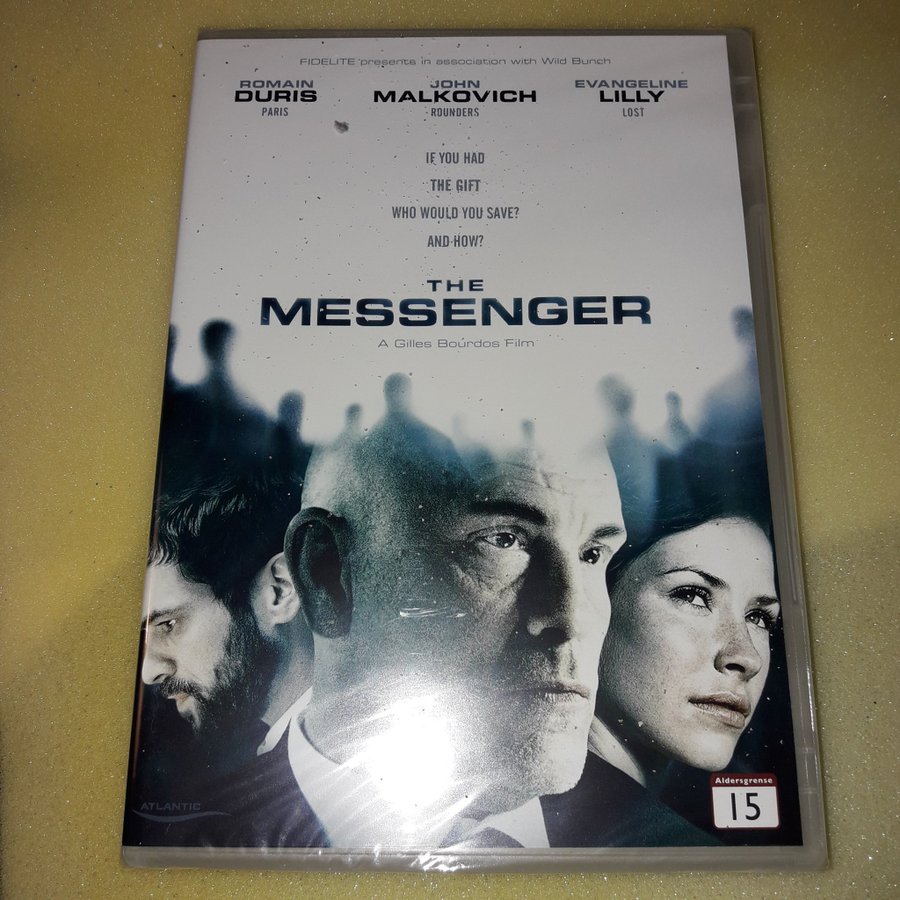 FIDELITE presents in association with Wild Bunch
ROMAIN DURIS
PARIS
JOHN MALKOVICH
ROUNDERS
EVANGELINE LILLY
LOST
IF YOU HAD
THE GIFT
WHO WOULD YOU SAVE?
AND HOW?
THE
MESSENGER
A Gilles Bourdos Film
ATLANTIC
Aldersgrense
15